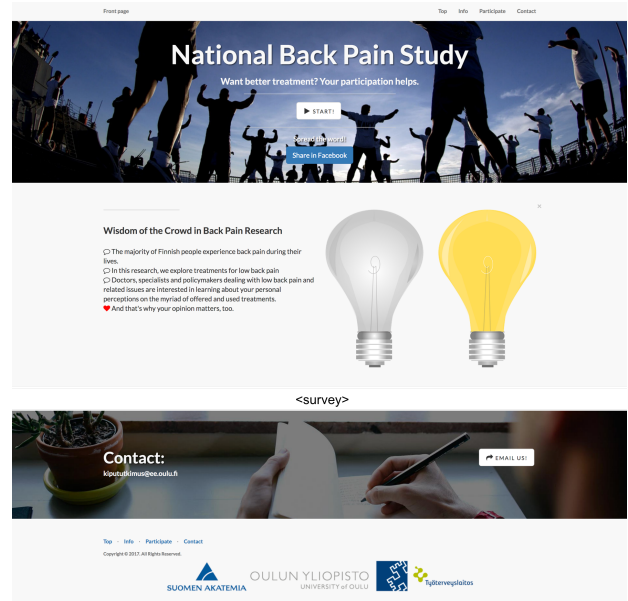 Front page
Top Info Participate Contact
National Back Pain Study
Want better treatment? Your participation helps.
START!
Spread the word!
Share in Facebook
Wisdom of the Crowd in Back Pain Research
The majority of Finnish people experience back pain during their
lives.
In this research, we explore treatments for low back pain
Doctors, specialists and policymakers dealing with low back pain and
related issues are interested in learning about your personal
perceptions on the myriad of offered and used treatments.
And that's why your opinion matters, too.
<survey>
Contact:
kiputukimus@ee.oulu.fi
EMAIL US!
Top · Info · Participate · Contact
Copyright © 2017. All Rights Reserved.
SUOMEN AKATEMIA
OULUN YLIOPISTO
UNIVERSITY of OULU
Työterveyslaitos